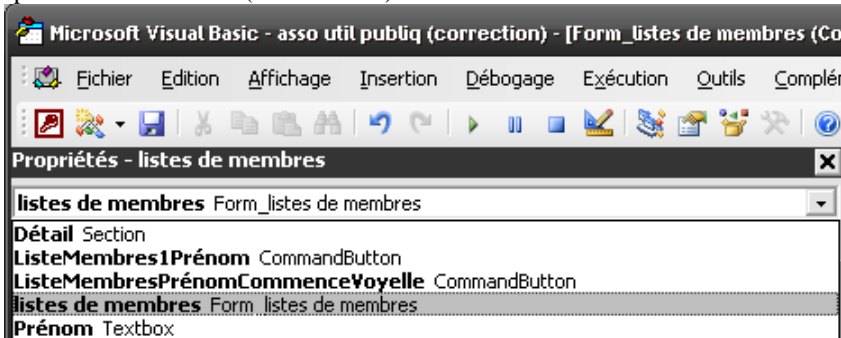 Microsoft Visual Basic - asso util publiq (correction) - [Form_listes de membres (Co
Fichier Edition Affichage Insertion Débogage Exécution Outils Complér
Propriétés - listes de membres
listes de membres Form_listes de membres
Détail Section
ListeMembres1Prénom CommandButton
ListeMembresPrénomCommenceVoyelle CommandButton
listes de membres Form_listes de membres
Prénom Textbox